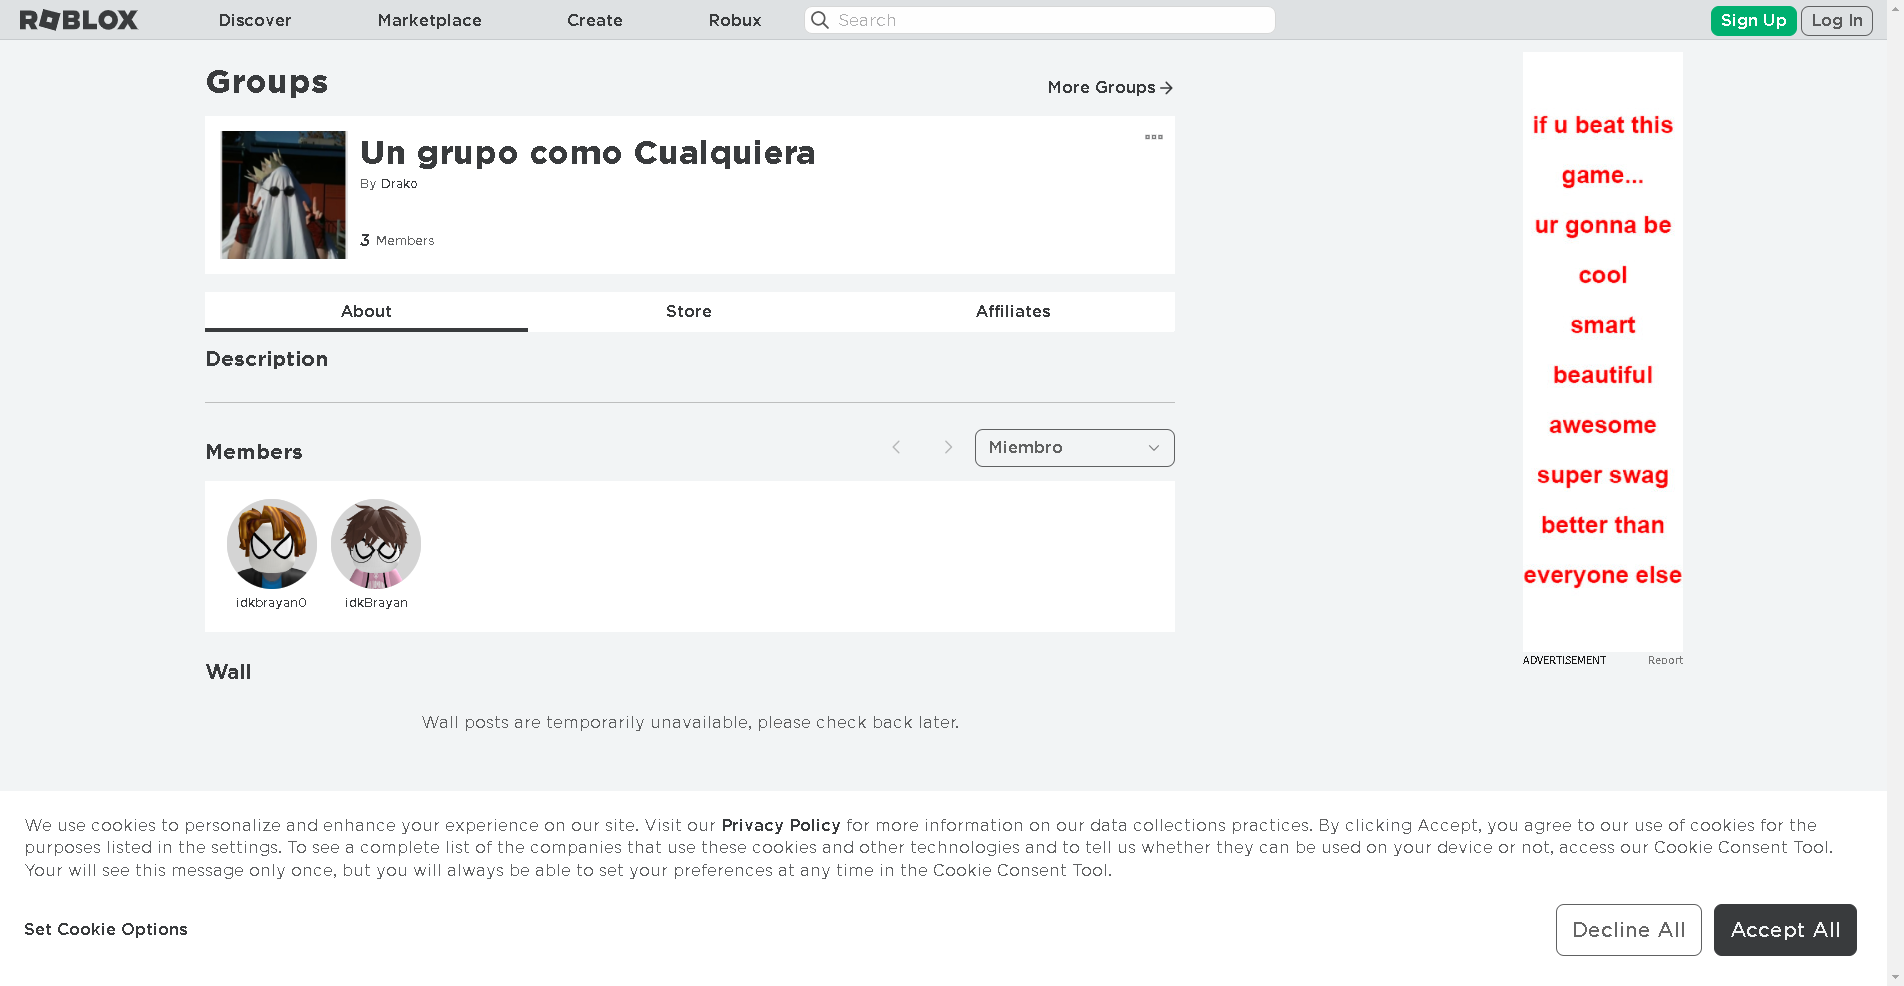 ROBLOX
Discover
Marketplace
Create
Robux
Search
Sign Up
Log In
Groups
More Groups
Un grupo como Cualquiera
By Drako
3 Members
About
Store
Affiliates
Description
Members
Miembro
idkbrayan0
idkBrayan
Wall
Wall posts are temporarily unavailable, please check back later.
if u beat this
game...
ur gonna be
cool
smart
beautiful
awesome
super swag
better than
everyone else
ADVERTISEMENT
Report
We use cookies to personalize and enhance your experience on our site. Visit our Privacy Policy for more information on our data collections practices. By clicking Accept, you agree to our use of cookies for the
purposes listed in the settings. To see a complete list of the companies that use these cookies and other technologies and to tell us whether they can be used on your device or not, access our Cookie Consent Tool.
Your will see this message only once, but you will always be able to set your preferences at any time in the Cookie Consent Tool.
Set Cookie Options
Decline All
Accept All